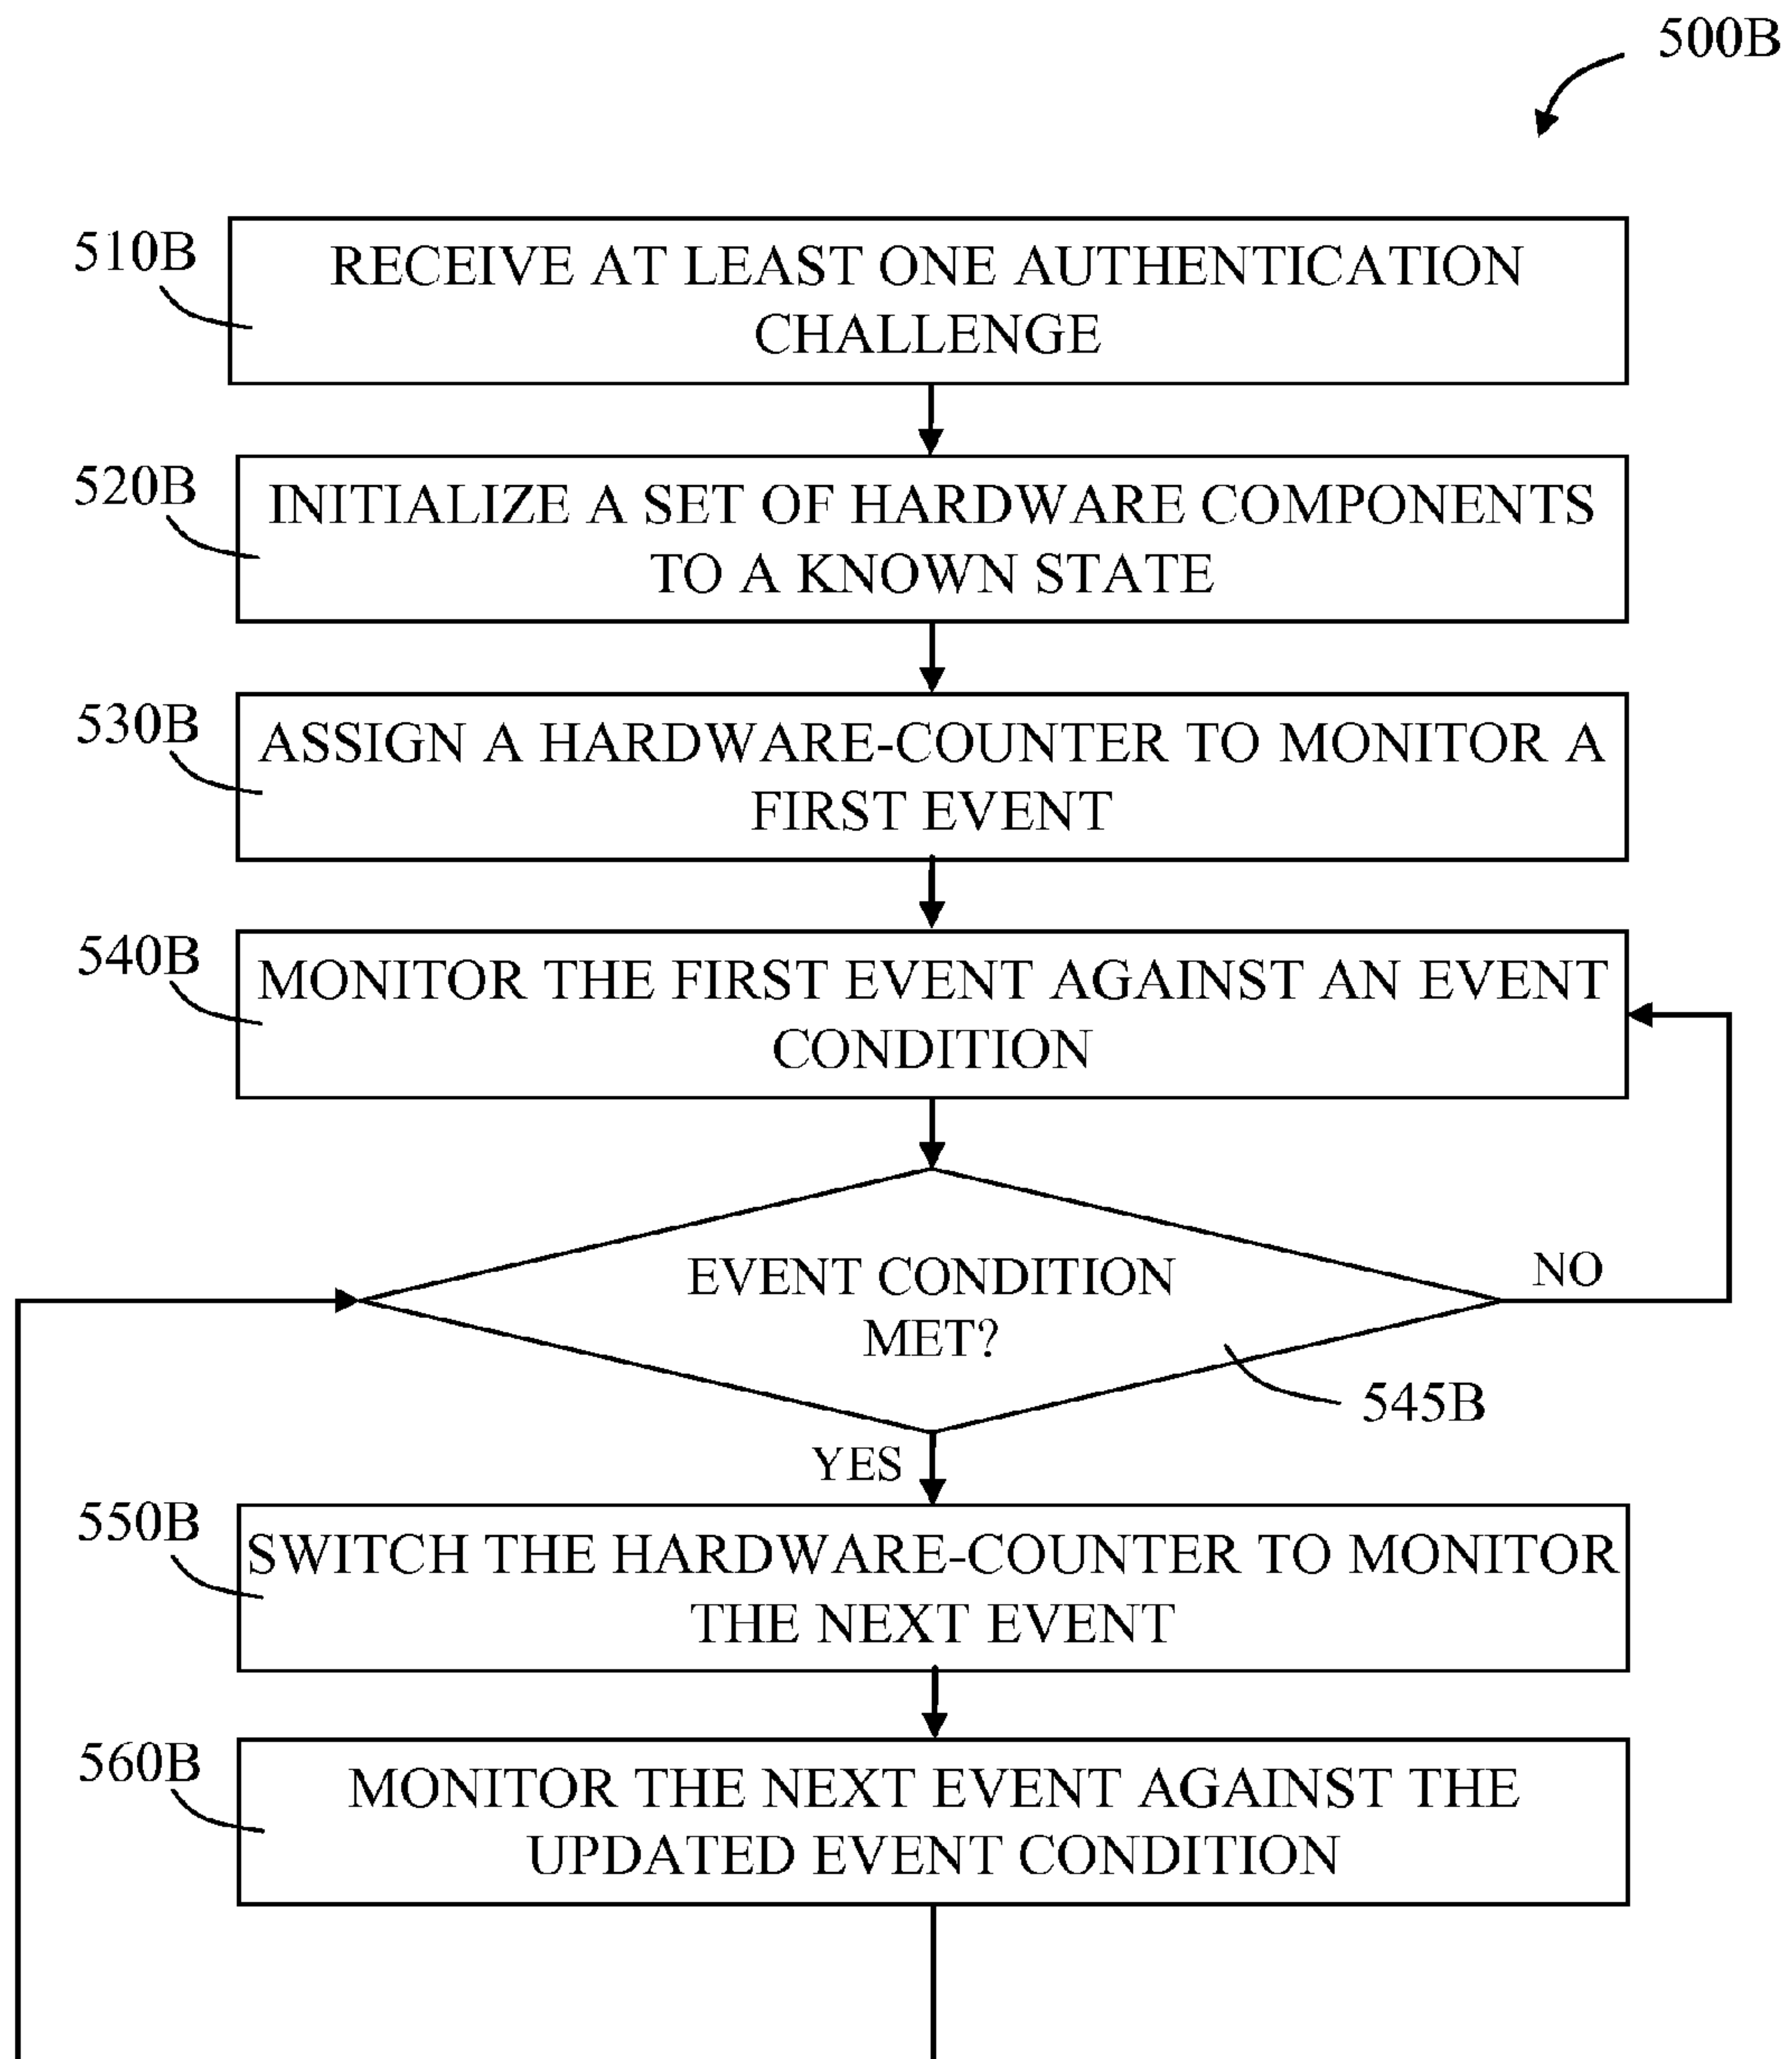 500B
510B
RECEIVE AT LEAST ONE AUTHENTICATION
CHALLENGE
520B
INITIALIZE A SET OF HARDWARE COMPONENTS
TO A KNOWN STATE
530B
ASSIGN A HARDWARE-COUNTER TO MONITOR A
FIRST EVENT
540B
MONITOR THE FIRST EVENT AGAINST AN EVENT
CONDITION
EVENT CONDITION
MET?
NO
545B
YES
550B
SWITCH THE HARDWARE-COUNTER TO MONITOR
THE NEXT EVENT
560B
MONITOR THE NEXT EVENT AGAINST THE
UPDATED EVENT CONDITION